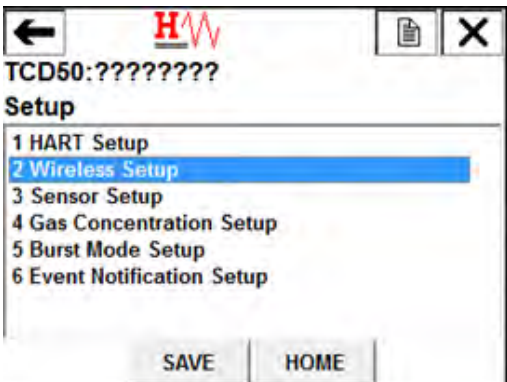 H
TCD50:????????
Setup
1 HART Setup
2 Wireless Setup
3 Sensor Setup
4 Gas Concentration Setup
5 Burst Mode Setup
6 Event Notification Setup
SAVE HOME